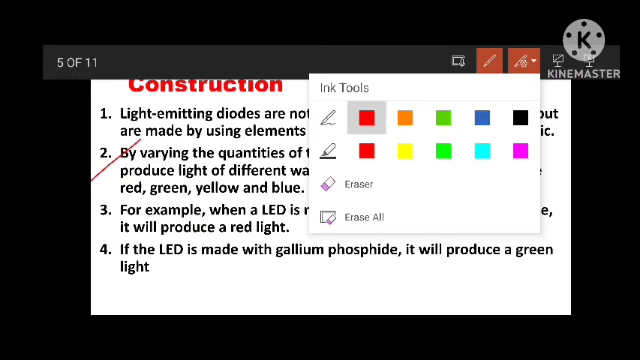 5 OF 11
KINEMASTER
Construction
Ink Tools
Eraser
Erase All
1. Light-emitting diodes are not but
are made by using elements ic.
2. By varying the quantities of
produce light of different wa e
red, green, yellow and blue.
3. For example, when a LED is e,
it will produce a red light.
4. If the LED is made with gallium phosphide, it will produce a green
light